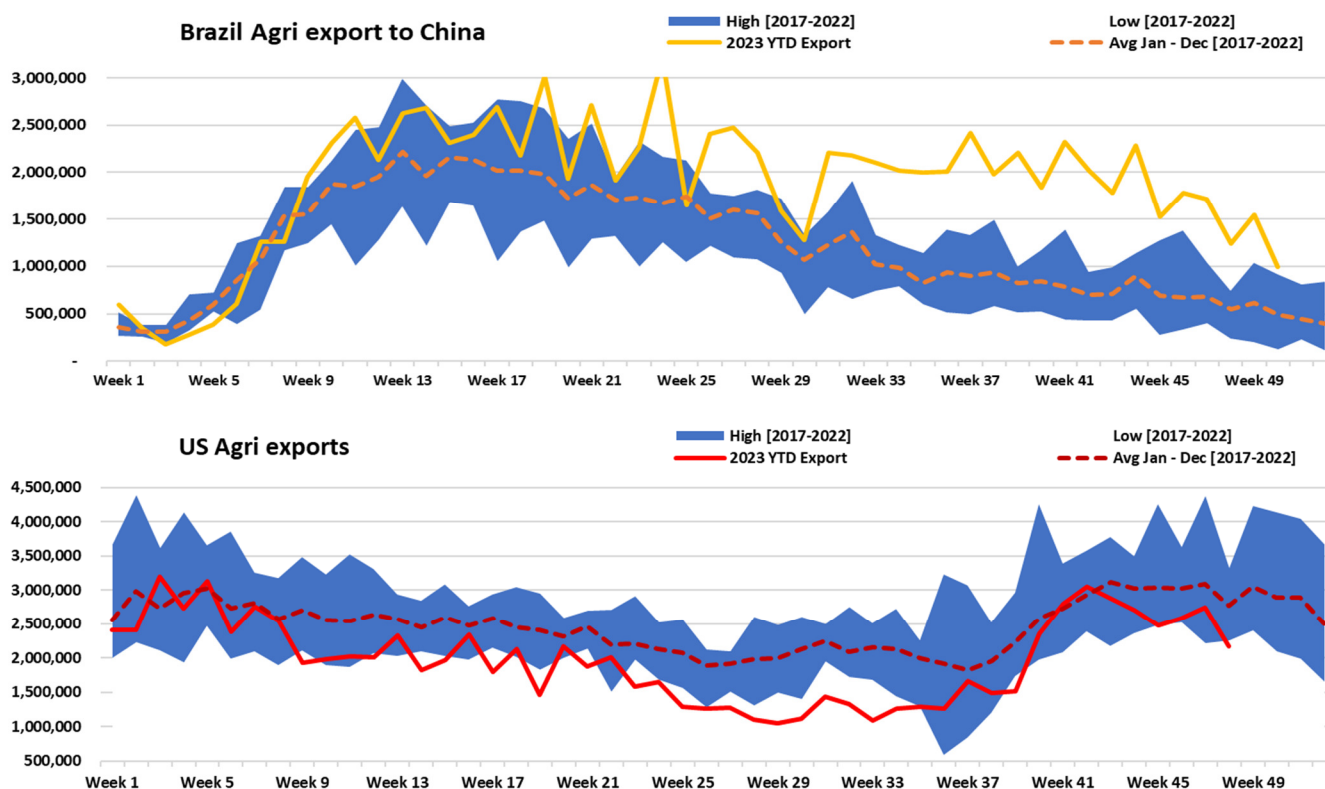 Brazil Agri export to China
High [2017-2022]
Low [2017-2022]
2023 YTD Export
Avg Jan - Dec [2017-2022]
3,000,000
2,500,000
2,000,000
1,500,000
1,000,000
500,000
-
Week 1 Week 5 Week 9 Week 13 Week 17 Week 21 Week 25 Week 29 Week 33 Week 37 Week 41 Week 45 Week 49
US Agri exports
High [2017-2022]
Low [2017-2022]
2023 YTD Export
Avg Jan - Dec [2017-2022]
4,500,000
4,000,000
3,500,000
3,000,000
2,500,000
2,000,000
1,500,000
1,000,000
500,000
Week 1 Week 5 Week 9 Week 13 Week 17 Week 21 Week 25 Week 29 Week 33 Week 37 Week 41 Week 45 Week 49